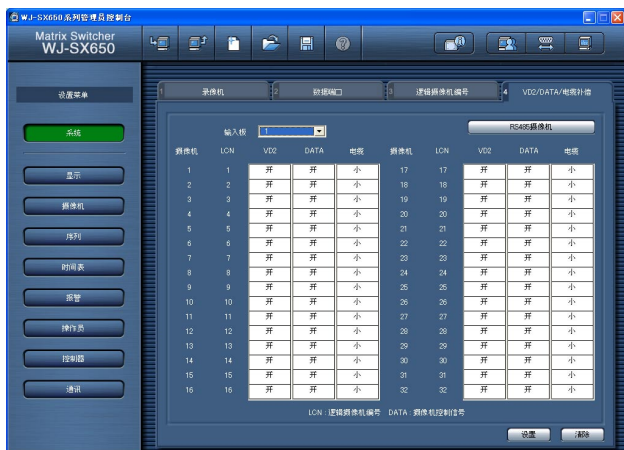 WJ-SX650系列管理员控制台
Matrix Switcher
WJ-SX650
设置菜单
系统
显示
摄像机
序列
时间表
报警
操作员
控制器
通讯
1 录像机 2 数据端口 3 逻辑摄像机编号 4 VD2/DATA/电缆补偿
输入板 1 RS485摄像机
摄像机 LCN VD2 DATA 电缆 摄像机 LCN VD2 DATA 电缆
1 1 开 开 小 17 17 开 开 小
2 2 开 开 小 18 18 开 开 小
3 3 开 开 小 19 19 开 开 小
4 4 开 开 小 20 20 开 开 小
5 5 开 开 小 21 21 开 开 小
6 6 开 开 小 22 22 开 开 小
7 7 开 开 小 23 23 开 开 小
8 8 开 开 小 24 24 开 开 小
9 9 开 开 小 25 25 开 开 小
10 10 开 开 小 26 26 开 开 小
11 11 开 开 小 27 27 开 开 小
12 12 开 开 小 28 28 开 开 小
13 13 开 开 小 29 29 开 开 小
14 14 开 开 小 30 30 开 开 小
15 15 开 开 小 31 31 开 开 小
16 16 开 开 小 32 32 开 开 小
LCN : 逻辑摄像机编号 DATA : 摄像机控制信号
设置 清除